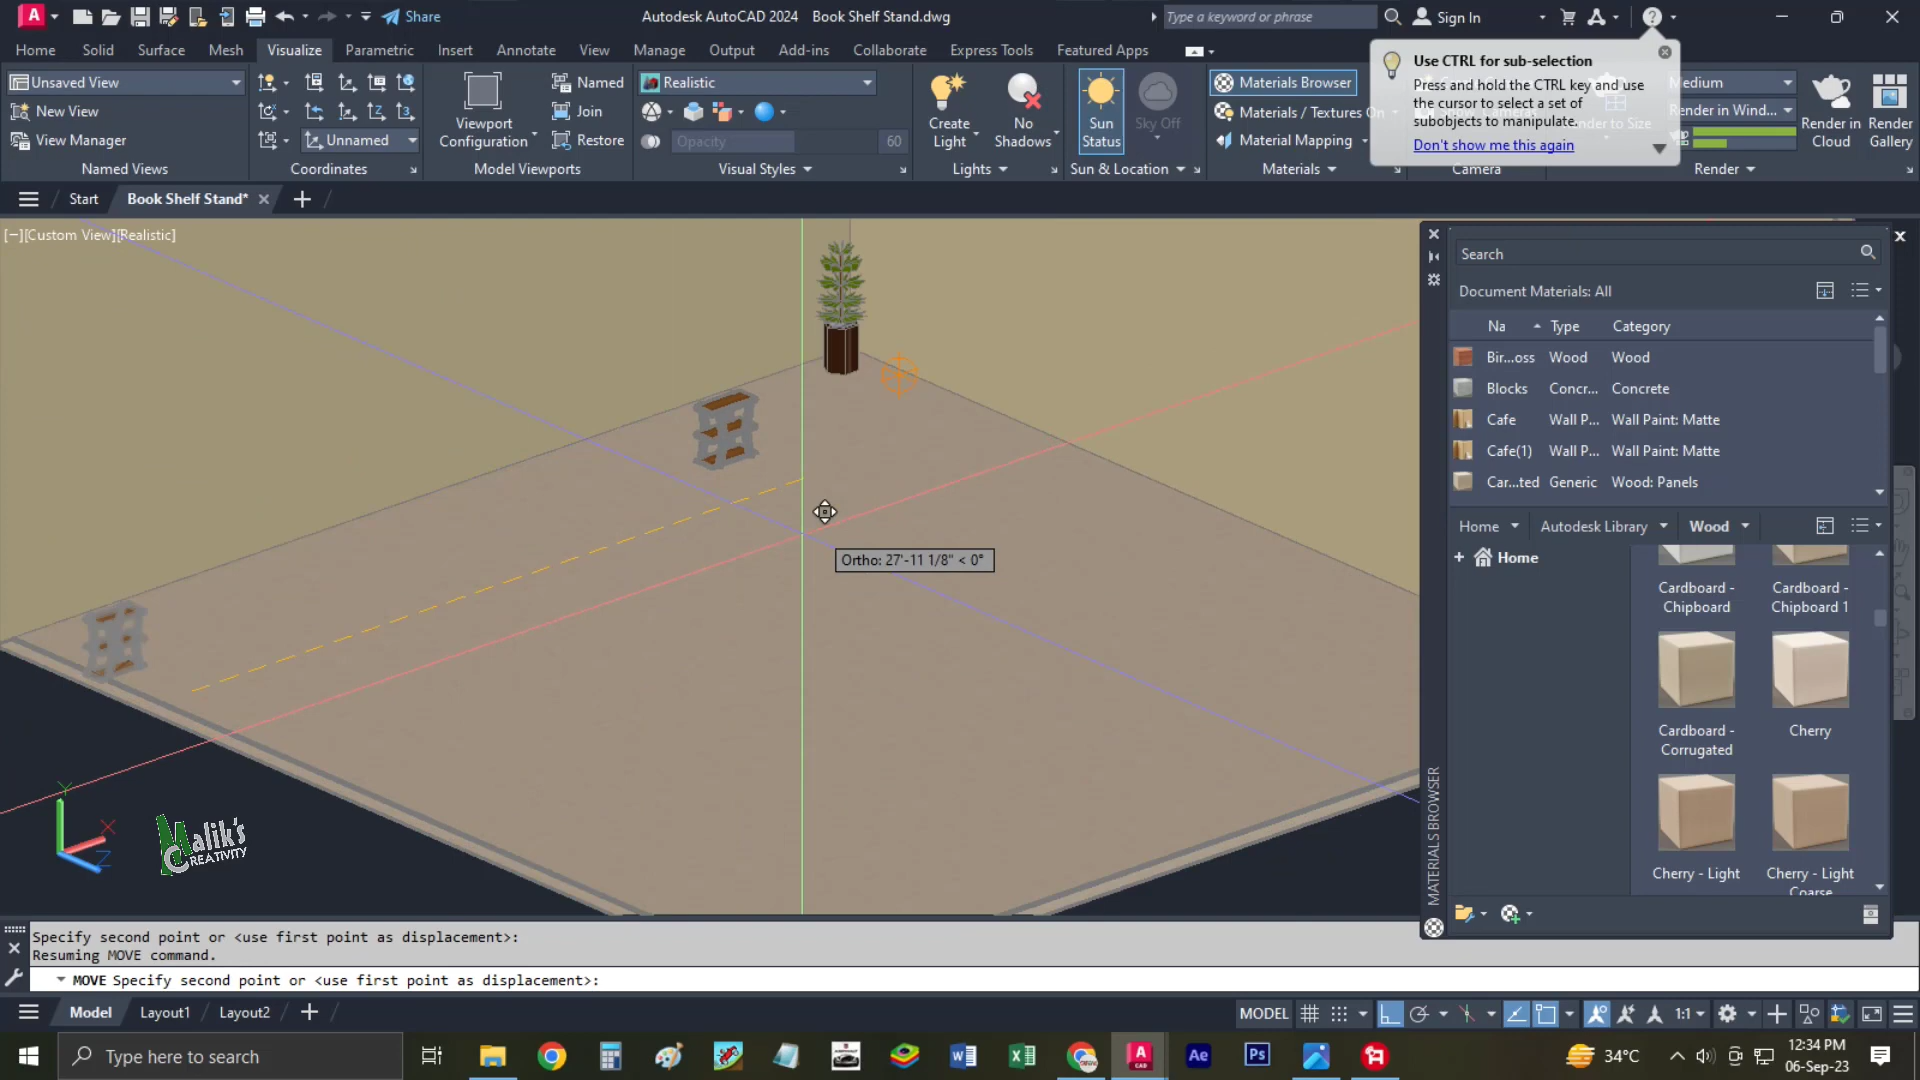 Share
Autodesk AutoCAD 2024 Book Shelf Stand.dwg
Type a keyword or phrase
Sign In
Home Solid Surface Mesh Visualize Parametric Insert Annotate View Manage Output Add-ins Collaborate Express Tools Featured Apps
Use CTRL for sub-selection
Press and hold the CTRL key and use
the cursor to select a set of
subobjects to manipulate.
Don't show me this again
Unsaved View
New View
View Manager
Named Views
Unnamed
Coordinates
Viewport
Configuration
Named
Join
Restore
Model Viewports
Realistic
Opacity 60
Visual Styles
Create
Light
No
Shadows
Lights
Sun
Status
Sky Off
Sun & Location
Materials Browser
Materials / Textures On
Material Mapping
Materials
Camera
Medium
Render in Wind...
Render to Size
Render in
Cloud
Render
Gallery
Render
Start
Book Shelf Stand*
[−][Custom View][Realistic]
Ortho: 27'-11 1/8" < 0°
Y
X
Z
Malik's
Creativity
Search
Document Materials: All
Na Type Category
Bir...oss Wood Wood
Blocks Concr... Concrete
Cafe Wall P... Wall Paint: Matte
Cafe(1) Wall P... Wall Paint: Matte
Car...ted Generic Wood: Panels
Home Autodesk Library Wood
+ Home
Cardboard -
Chipboard
Cardboard -
Chipboard 1
Cardboard -
Corrugated
Cherry
Cherry - Light
Cherry - Light
Coarse
MATERIALS BROWSER
Specify second point or <use first point as displacement>:
Resuming MOVE command.
MOVE Specify second point or <use first point as displacement>:
Model Layout1 Layout2
MODEL
1:1
Type here to search
34°C
12:34 PM
06-Sep-23